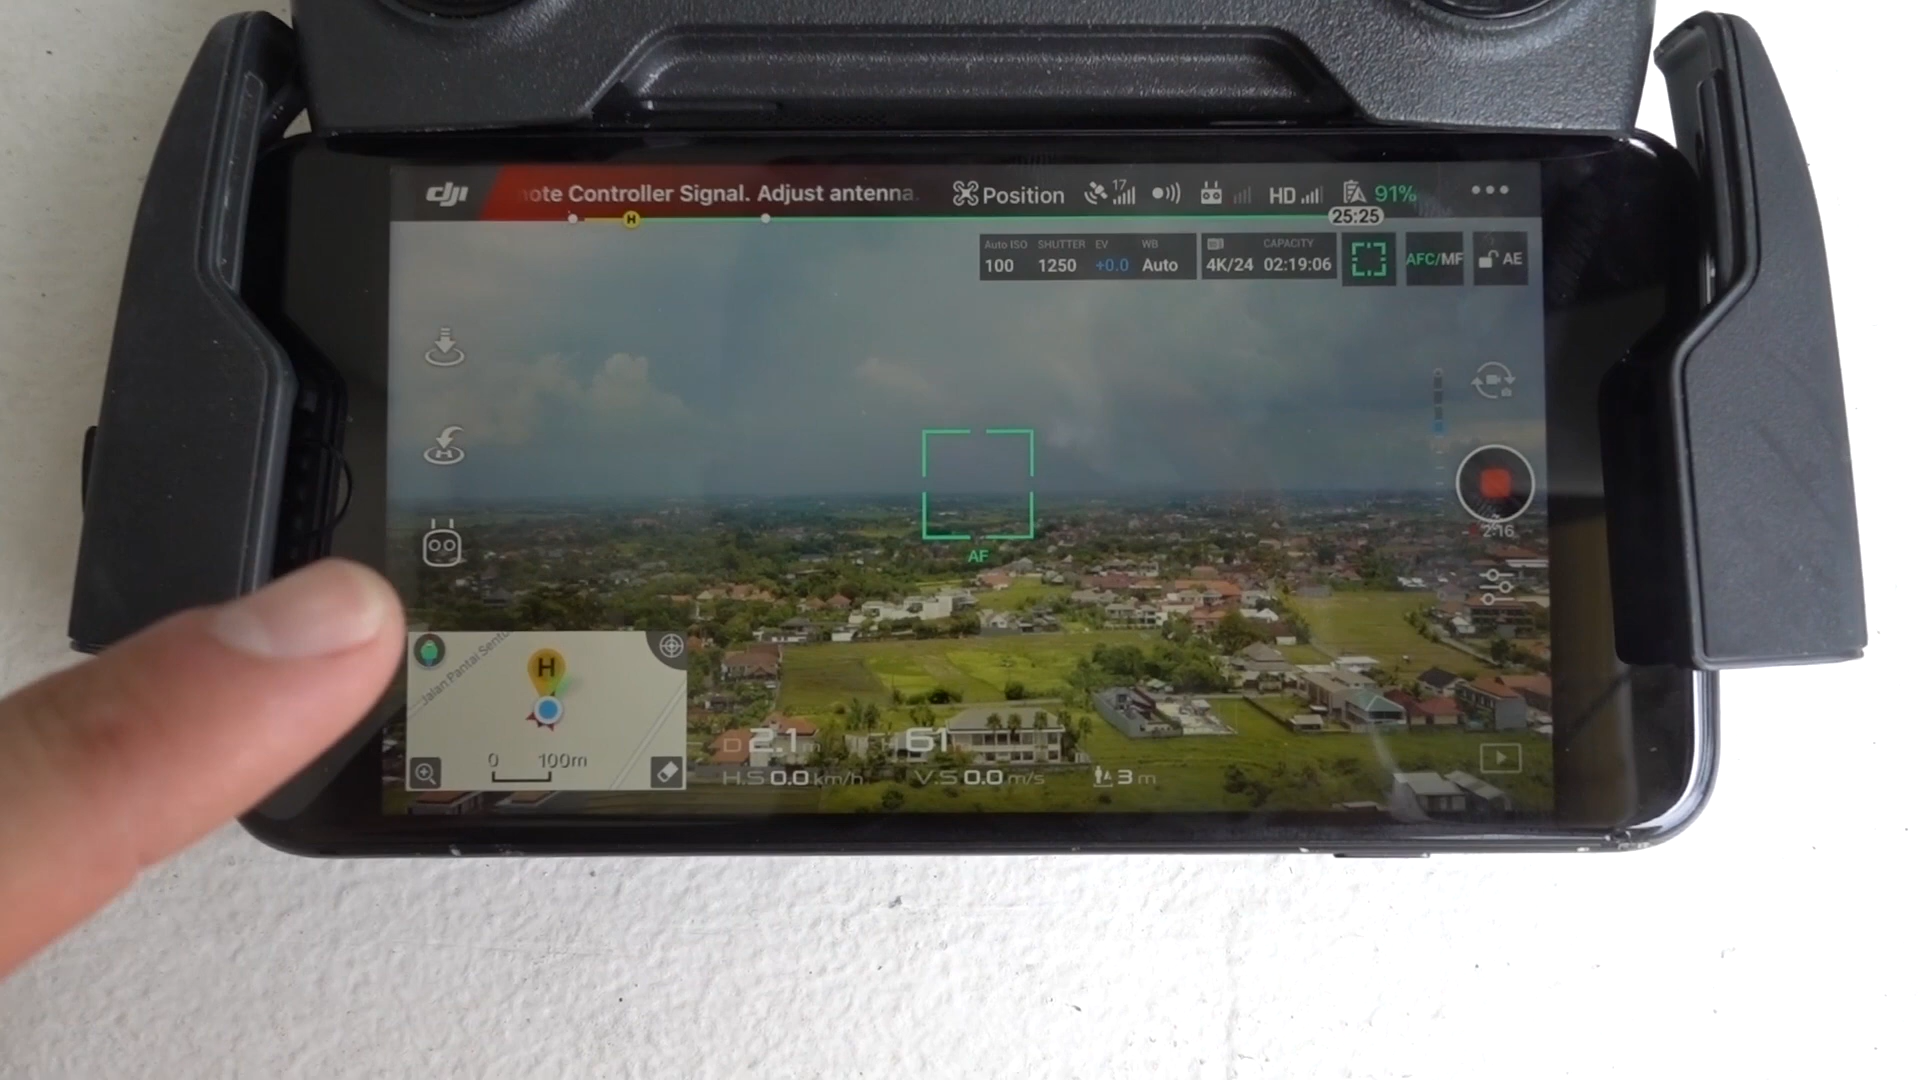 dji
ote Controller Signal. Adjust antenna.
Position
17
HD
91%
25:25
Auto ISO SHUTTER EV WB
100 1250 +0.0 Auto
CAPACITY
4K/24 02:19:06
AFC/MF
AE
AF
2:16
Jalan Pantai
H
H
0 100m
D 2.1 m
61
H.S 0.0 km/h
V.S 0.0 m/s
3 m